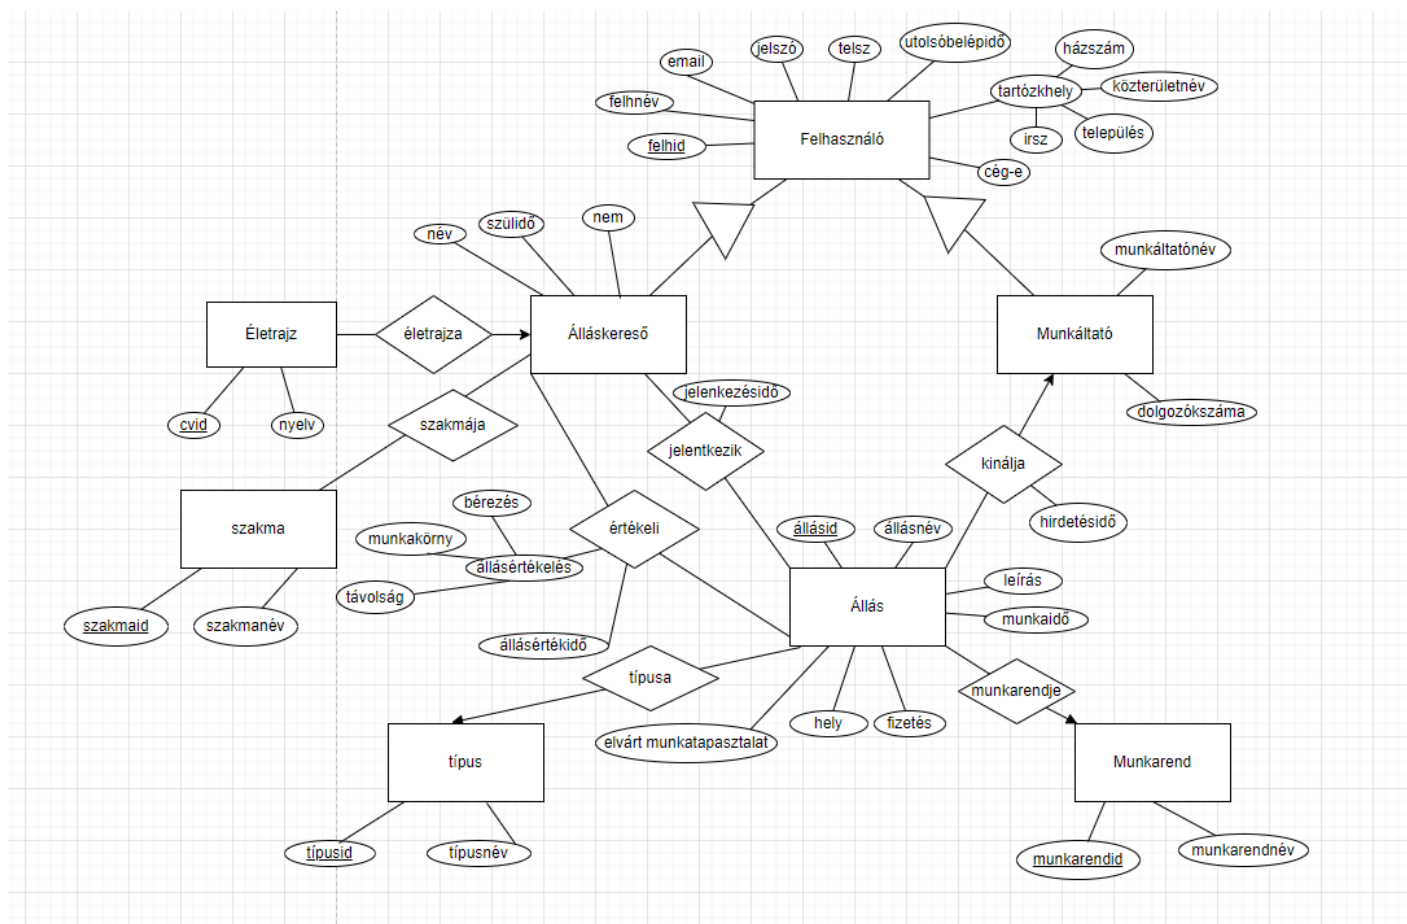 utolsóbelépidő
jelszó
telsz
házszám
email
közterületnév
tartózkhely
felhnév
település
irsz
Felhasználó
felhid
cég-e
nem
szülidő
név
munkáltatónév
Életrajz
életrajza
Álláskereső
Munkáltató
jelenkezésidő
dolgozókszáma
cvid
nyelv
szakmája
jelentkezik
kinálja
bérezés
hirdetésidő
szakma
munkakörny
értékeli
állásid
állásnév
állásértékelés
leírás
távolság
Állás
munkaidő
szakmaid
szakmanév
állásértékidő
típusa
munkarendje
hely
fizetés
elvárt munkatapasztalat
típus
Munkarend
típusid
típusnév
munkarendnév
munkarendid